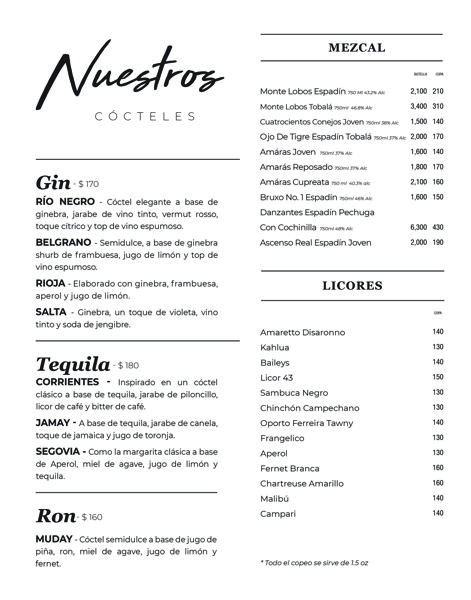 Nuestros
CÓCTELES
Gin - $ 170
RÍO NEGRO - Cóctel elegante a base de
ginebra, jarabe de vino tinto, vermut rosso,
toque cítrico y top de vino espumoso.
BELGRANO - Semidulce, a base de ginebra
shurb de frambuesa, jugo de limón y top de
vino espumoso.
RIOJA - Elaborado con ginebra, frambuesa,
aperol y jugo de limón.
SALTA - Ginebra, un toque de violeta, vino
tinto y soda de jengibre.
Tequila - $ 180
CORRIENTES - Inspirado en un cóctel
clásico a base de tequila, jarabe de piloncillo,
licor de café y bitter de café.
JAMAY - A base de tequila, jarabe de canela,
toque de jamaica y jugo de toronja.
SEGOVIA - Como la margarita clásica a base
de Aperol, miel de agave, jugo de limón y
tequila.
Ron - $ 160
MUDAY - Cóctel semidulce a base de jugo de
piña, ron, miel de agave, jugo de limón y
fernet.
MEZCAL
BOTELLA COPA
Monte Lobos Espadín 750 Ml 43.2% Alc 2,100 210
Monte Lobos Tobalá 750ml 46.8% Alc 3,400 310
Cuatrocientos Conejos Joven 750ml 38% Alc 1,500 140
Ojo De Tigre Espadín Tobalá 750ml 37% Alc 2,000 170
Amáras Joven 750ml 37% Alc 1,600 140
Amarás Reposado 750ml 37% Alc 1,800 170
Amáras Cupreata 750 ml 40.3% alc 2,100 160
Bruxo No. 1 Espadín 750ml 46% Alc 1,600 150
Danzantes Espadín Pechuga
Con Cochinilla 750ml 48% Alc 6,300 430
Ascenso Real Espadín Joven 2,000 190
LICORES
COPA
Amaretto Disaronno 140
Kahlua 130
Baileys 140
Licor 43 150
Sambuca Negro 130
Chinchón Campechano 130
Oporto Ferreira Tawny 140
Frangelico 130
Aperol 130
Fernet Branca 160
Chartreuse Amarillo 160
Malibú 140
Campari 140
* Todo el copeo se sirve de 1.5 oz